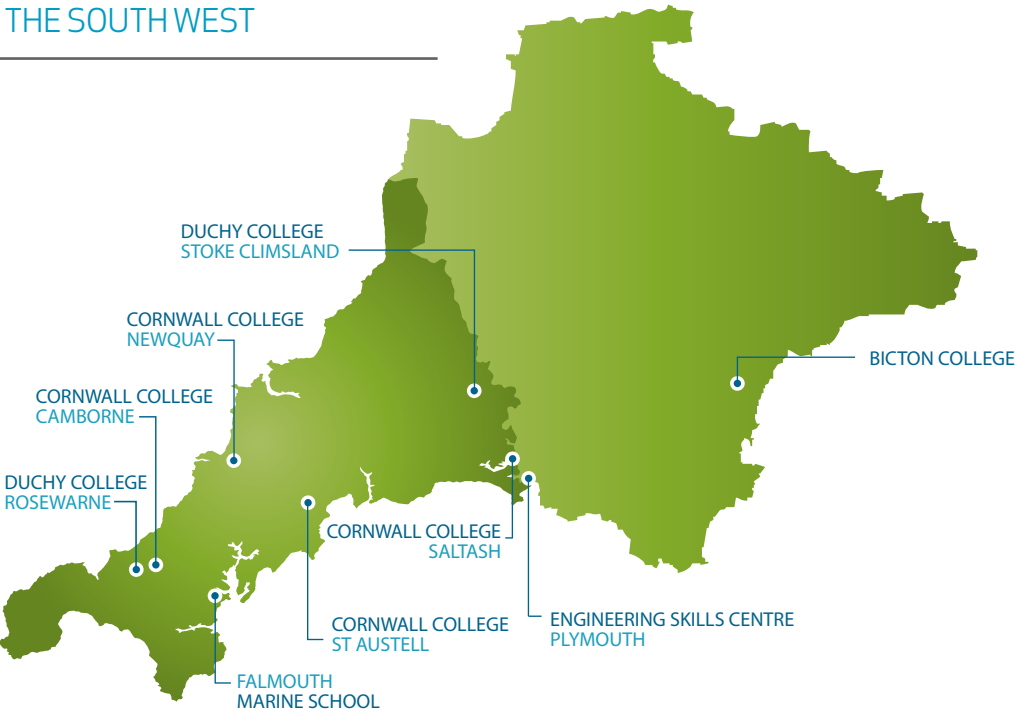 THE SOUTH WEST
DUCHY COLLEGE
STOKE CLIMSLAND
CORNWALL COLLEGE
NEWQUAY
BICTON COLLEGE
CORNWALL COLLEGE
CAMBORNE
DUCHY COLLEGE
ROSEWARNE
CORNWALL COLLEGE
SALTASH
CORNWALL COLLEGE
ST AUSTELL
ENGINEERING SKILLS CENTRE
PLYMOUTH
FALMOUTH
MARINE SCHOOL